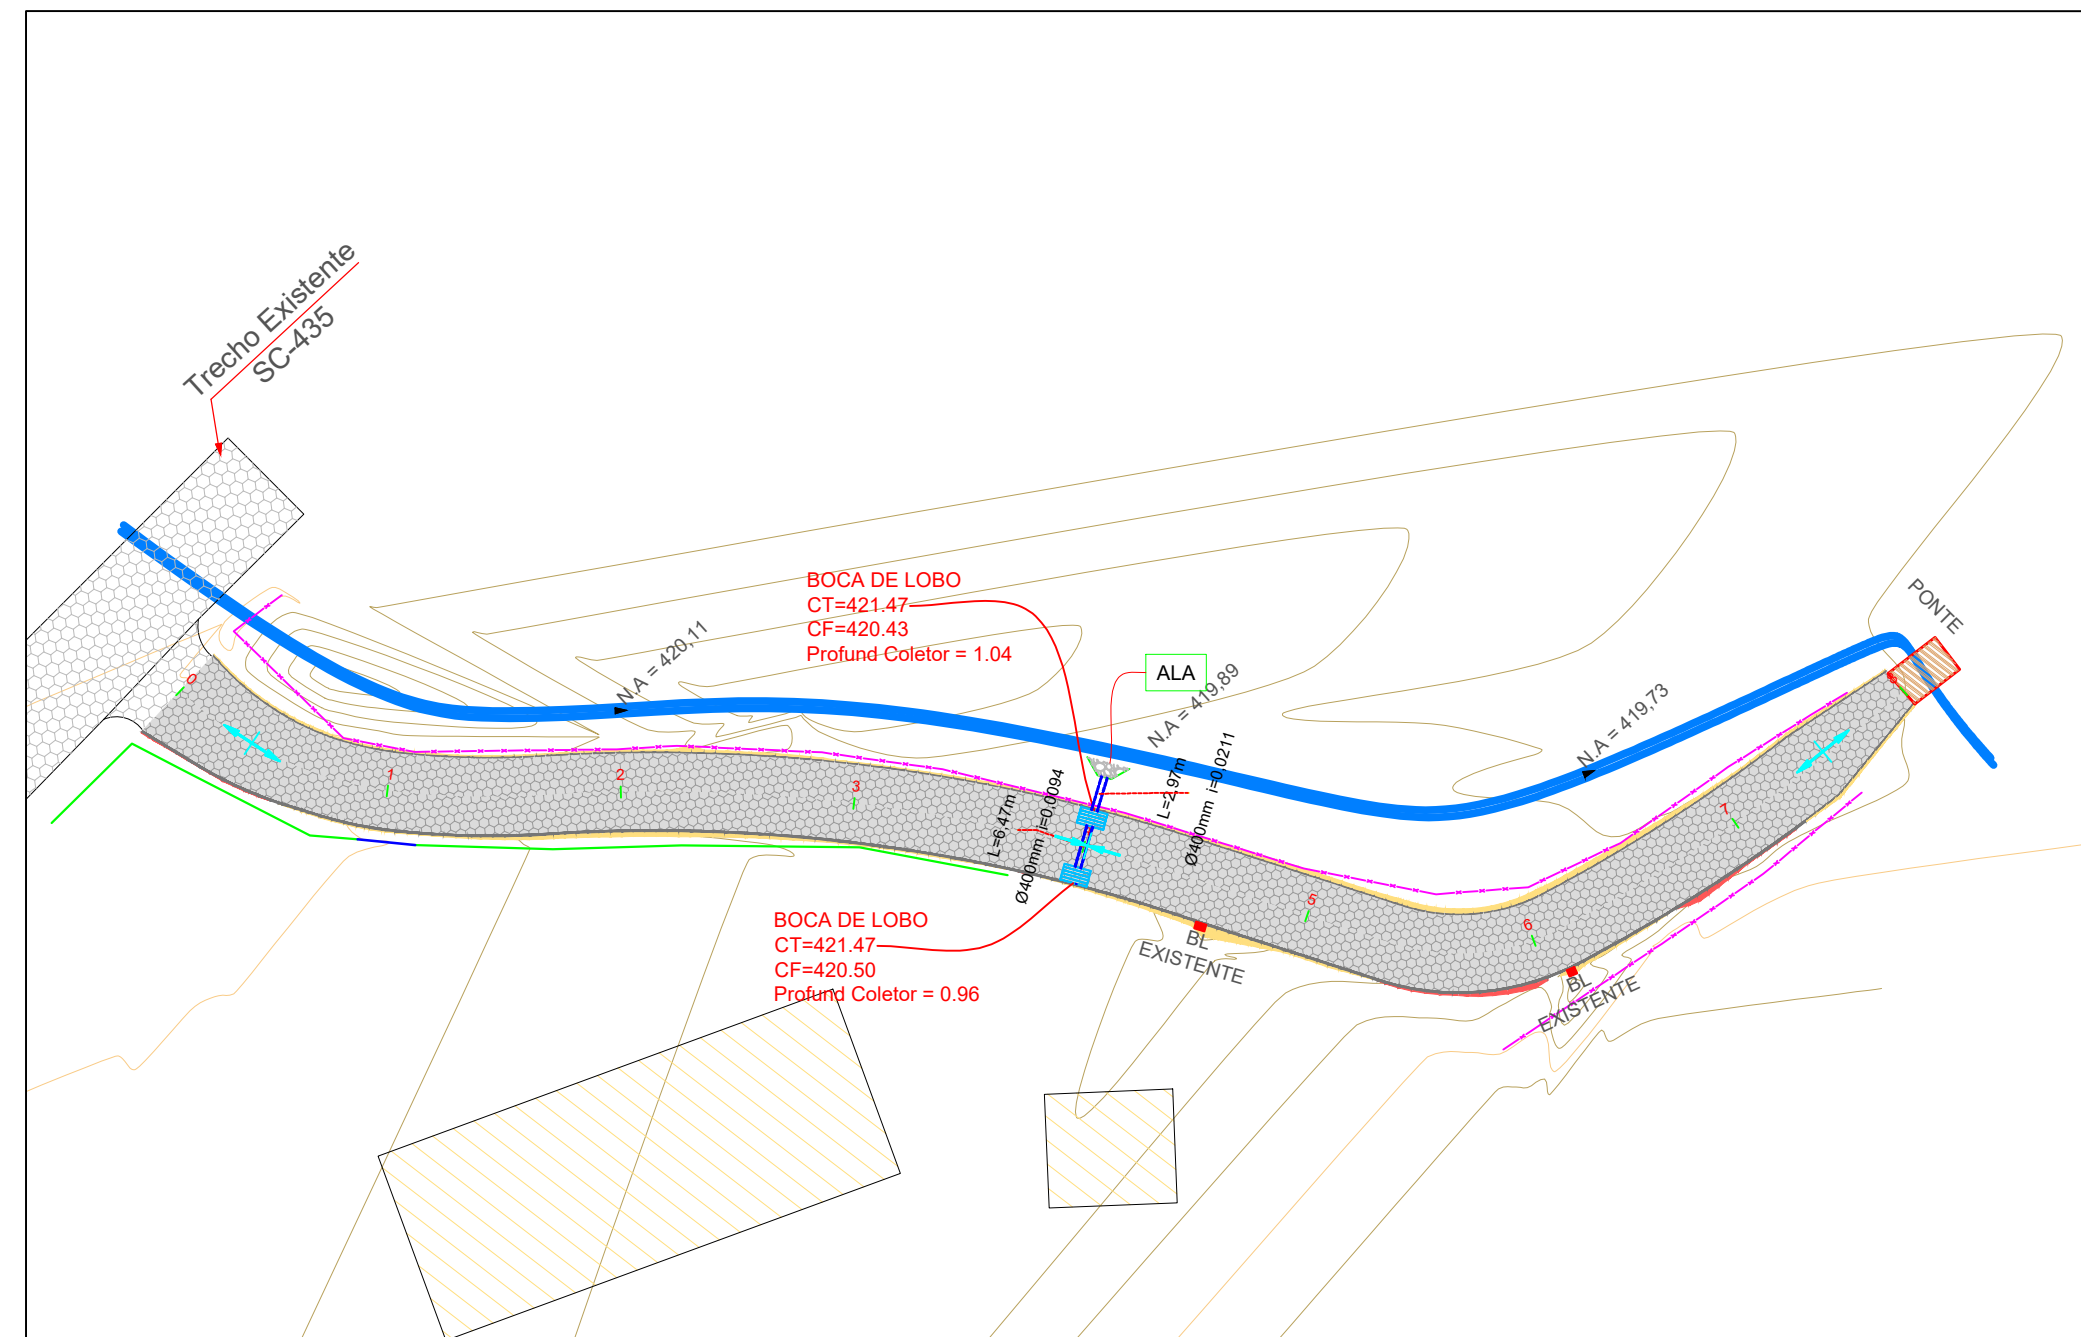 Trecho Existente
SC-435
BOCA DE LOBO
CT=421.47
CF=420.43
Profund Coletor = 1.04
ALA
N.A = 420,11
N.A = 419,89
N.A = 419,73
PONTE
0
1
2
3
5
6
7
8
L=6,47m
Ø400mm i=0.0094
L=2,97m
Ø400mm i=0.0211
BOCA DE LOBO
CT=421.47
CF=420.50
Profund Coletor = 0.96
BL
EXISTENTE
BL
EXISTENTE